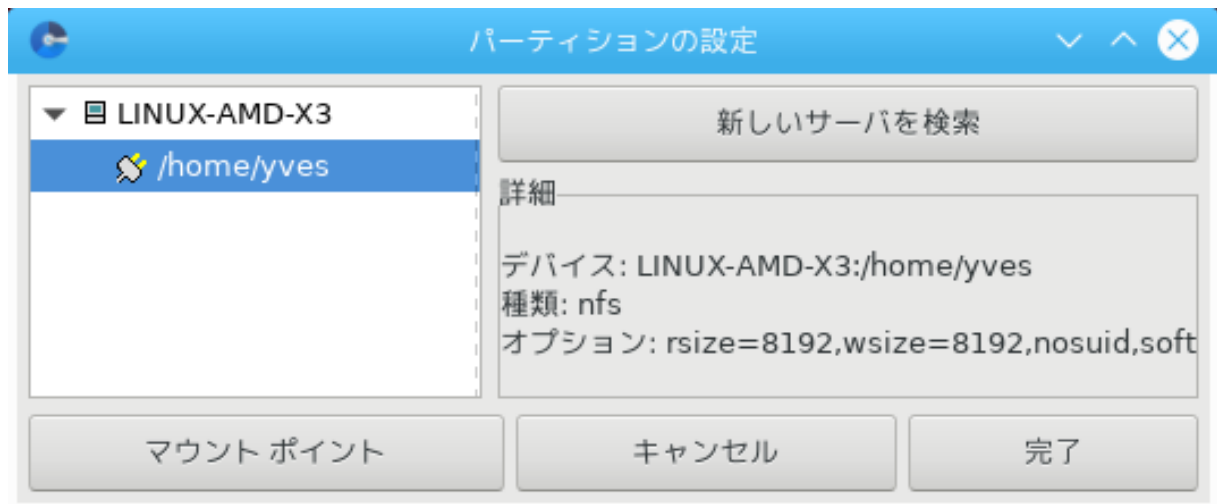 パーティションの設定
LINUX-AMD-X3
/home/yves
新しいサーバを検索
詳細
デバイス: LINUX-AMD-X3:/home/yves
種類: nfs
オプション: rsize=8192,wsize=8192,nosuid,soft
マウント ポイント
キャンセル
完了